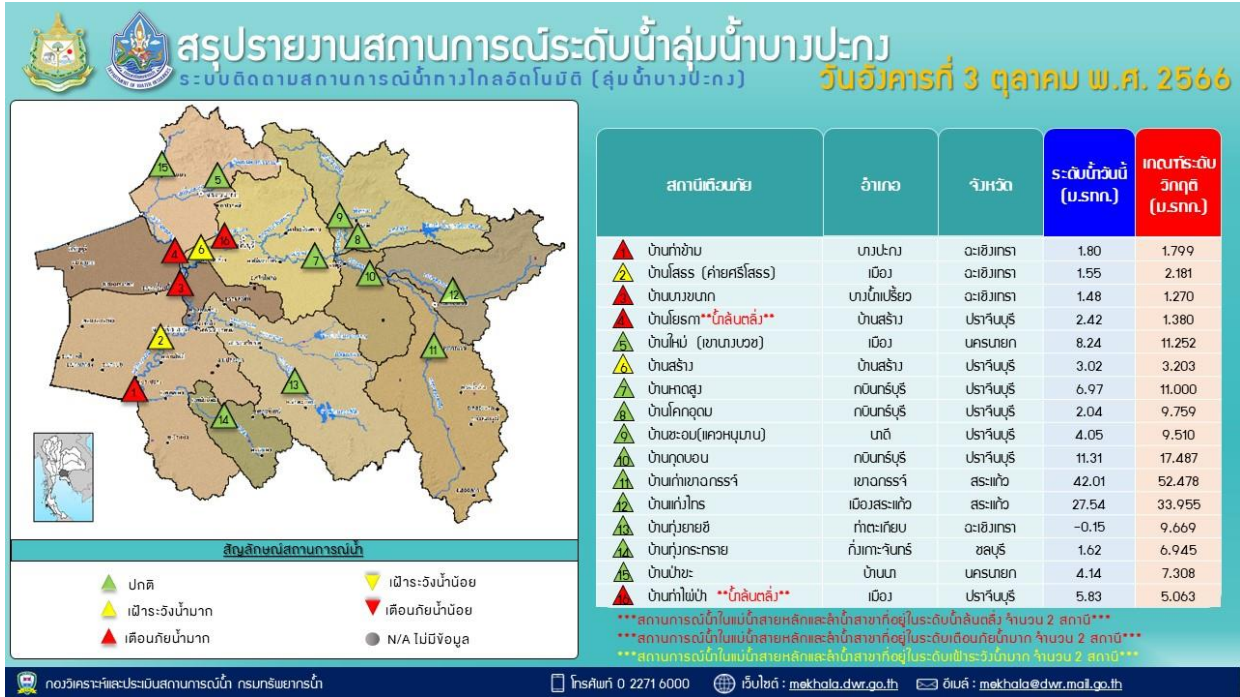 สรุปรายงานสถานการณ์ระดับน้ำลุ่มน้ำบางปะกง
ระบบติดตามสถานการณ์น้ำทางไกลอัตโนมัติ (ลุ่มน้ำบางปะกง)
วันอังคารที่ 3 ตุลาคม พ.ศ. 2566
สถานีเตือนภัย อำเภอ จังหวัด ระดับน้ำวันนี้ (ม.รทก.) เกณฑ์ระดับวิกฤติ (ม.รทก.)
1 บ้านท่าข้าม บางปะกง ฉะเชิงเทรา 1.80 1.799
2 บ้านโสธร (ค่ายศรีโสธร) เมือง ฉะเชิงเทรา 1.55 2.181
3 บ้านบางขนาก บางน้ำเปรี้ยว ฉะเชิงเทรา 1.48 1.270
4 บ้านโยธกา**น้ำล้นตลิ่ง** บ้านสร้าง ปราจีนบุรี 2.42 1.380
5 บ้านใหม่ (เขานางบวช) เมือง นครนายก 8.24 11.252
6 บ้านสร้าง บ้านสร้าง ปราจีนบุรี 3.02 3.203
7 บ้านหาดสูง กบินทร์บุรี ปราจีนบุรี 6.97 11.000
8 บ้านโคกอุดม กบินทร์บุรี ปราจีนบุรี 2.04 9.759
9 บ้านชะอม(แควหนุมาน) นาดี ปราจีนบุรี 4.05 9.510
10 บ้านกุดบอน กบินทร์บุรี ปราจีนบุรี 11.31 17.487
11 บ้านเก่าเขาฉกรรจ์ เขาฉกรรจ์ สระแก้ว 42.01 52.478
12 บ้านแก่งไทร เมืองสระแก้ว สระแก้ว 27.54 33.955
13 บ้านทุ่งยายชี ท่าตะเกียบ ฉะเชิงเทรา -0.15 9.669
14 บ้านทุ่งกระทราย กิ่งเกาะจันทร์ ชลบุรี 1.62 6.945
15 บ้านป่าขะ บ้านนา นครนายก 4.14 7.308
16 บ้านท่าไผ่ป่า **น้ำล้นตลิ่ง** เมือง ปราจีนบุรี 5.83 5.063
***สถานการณ์น้ำในแม่น้ำสายหลักและลำน้ำสาขาที่อยู่ในระดับน้ำล้นตลิ่ง จำนวน 2 สถานี***
***สถานการณ์น้ำในแม่น้ำสายหลักและลำน้ำสาขาที่อยู่ในระดับเตือนภัยน้ำมาก จำนวน 2 สถานี***
***สถานการณ์น้ำในแม่น้ำสายหลักและลำน้ำสาขาที่อยู่ในระดับเฝ้าระวังน้ำมาก จำนวน 2 สถานี***
สัญลักษณ์สถานการณ์น้ำ
ปกติ
เฝ้าระวังน้ำมาก
เตือนภัยน้ำมาก
เฝ้าระวังน้ำน้อย
เตือนภัยน้ำน้อย
N/A ไม่มีข้อมูล
กองวิเคราะห์และประเมินสถานการณ์น้ำ กรมทรัพยากรน้ำ
โทรศัพท์ 0 2271 6000
เว็บไซต์ : mekhala.dwr.go.th
อีเมล์ : mekhala@dwr.mail.go.th